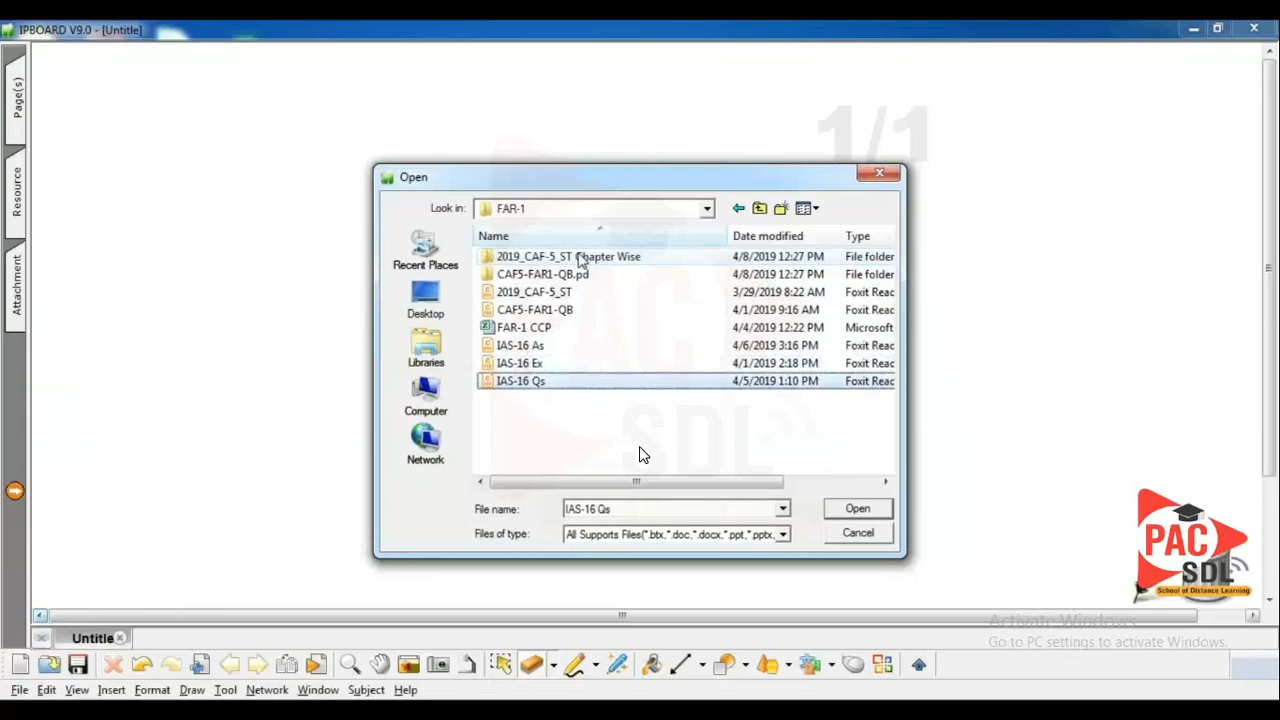 IPBOARD V9.0 - [Untitle]
Page(s)
Resource
Attachment
1/1
Open
Look in: FAR-1
Name Date modified Type
2019_CAF-5_ST Chapter Wise 4/8/2019 12:27 PM File folder
CAF5-FAR1-QB.pd 4/8/2019 12:27 PM File folder
2019_CAF-5_ST 3/29/2019 8:22 AM Foxit Reac
CAF5-FAR1-QB 4/1/2019 9:16 AM Foxit Reac
FAR-1 CCP 4/4/2019 12:22 PM Microsoft
IAS-16 As 4/6/2019 3:16 PM Foxit Reac
IAS-16 Ex 4/1/2019 2:18 PM Foxit Reac
IAS-16 Qs 4/5/2019 1:10 PM Foxit Reac
Recent Places
Desktop
Libraries
Computer
Network
File name: IAS-16 Qs Open
Files of type: All Supports Files(*.btx,*.doc,*.docx,*.ppt,*.pptx, Cancel
PAC
SDL
PAC
SDL
School of Distance Learning
Activate Windows
Go to PC settings to activate Windows.
Untitle
File Edit View Insert Format Draw Tool Network Window Subject Help